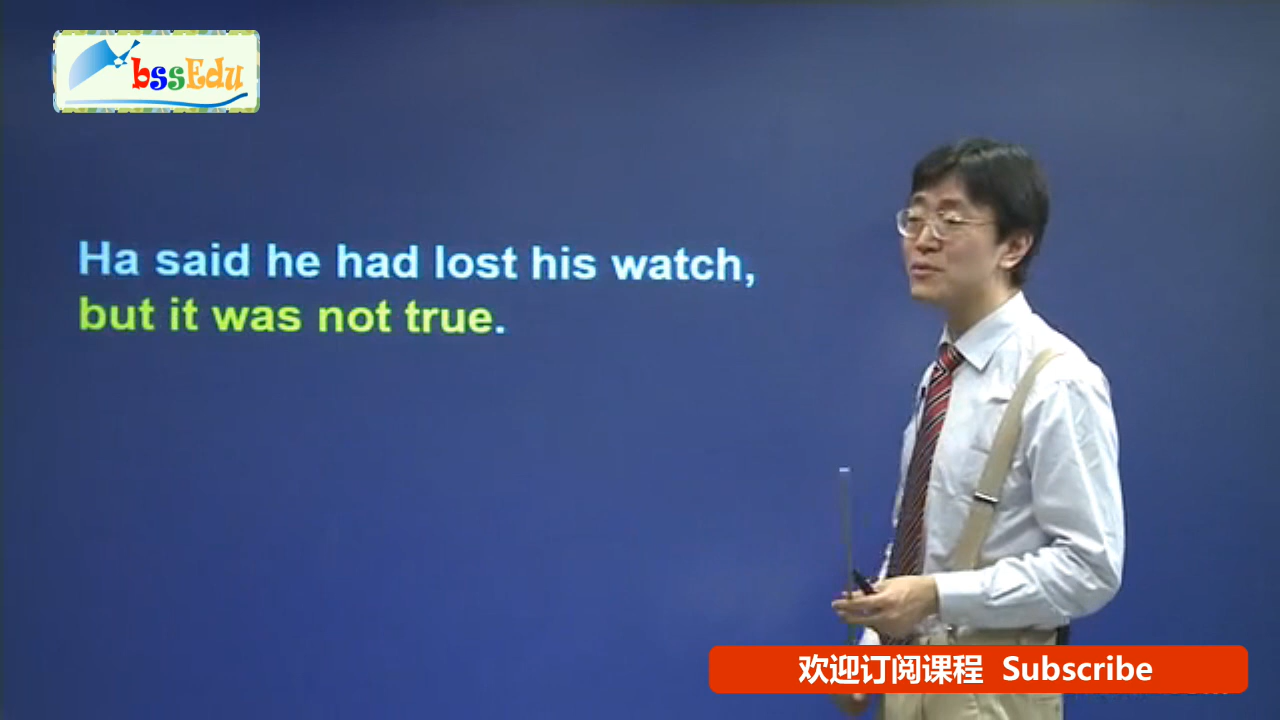 bssEdu
Ha said he had lost his watch,
but it was not true.
欢迎订阅课程 Subscribe